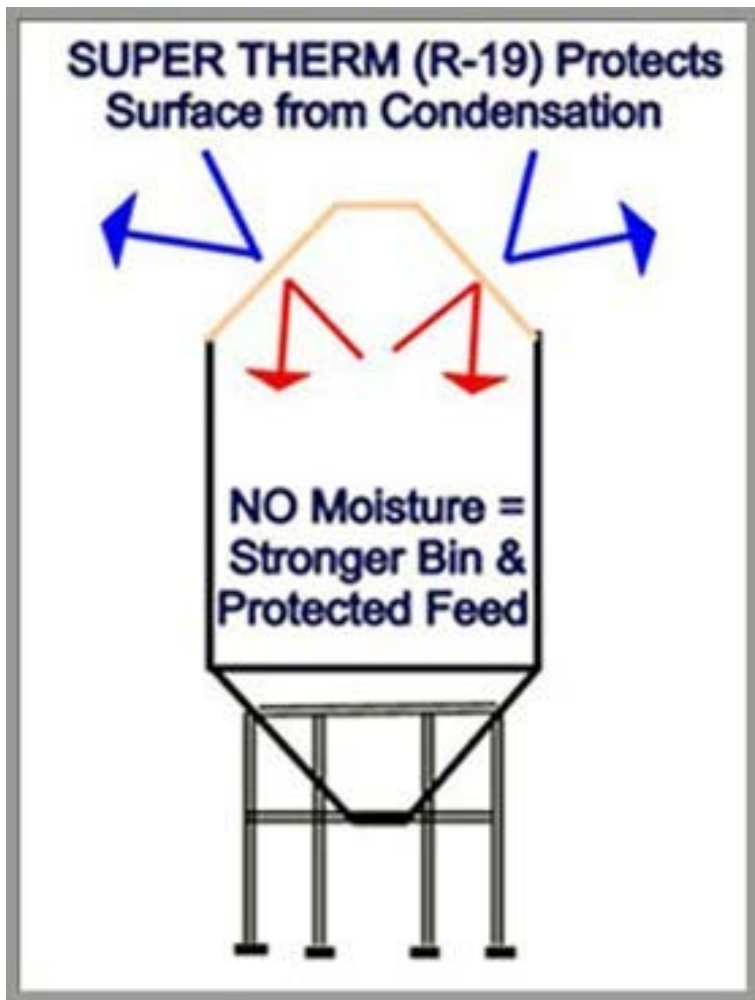 SUPER THERM (R-19) Protects
Surface from Condensation
NO Moisture =
Stronger Bin &
Protected Feed